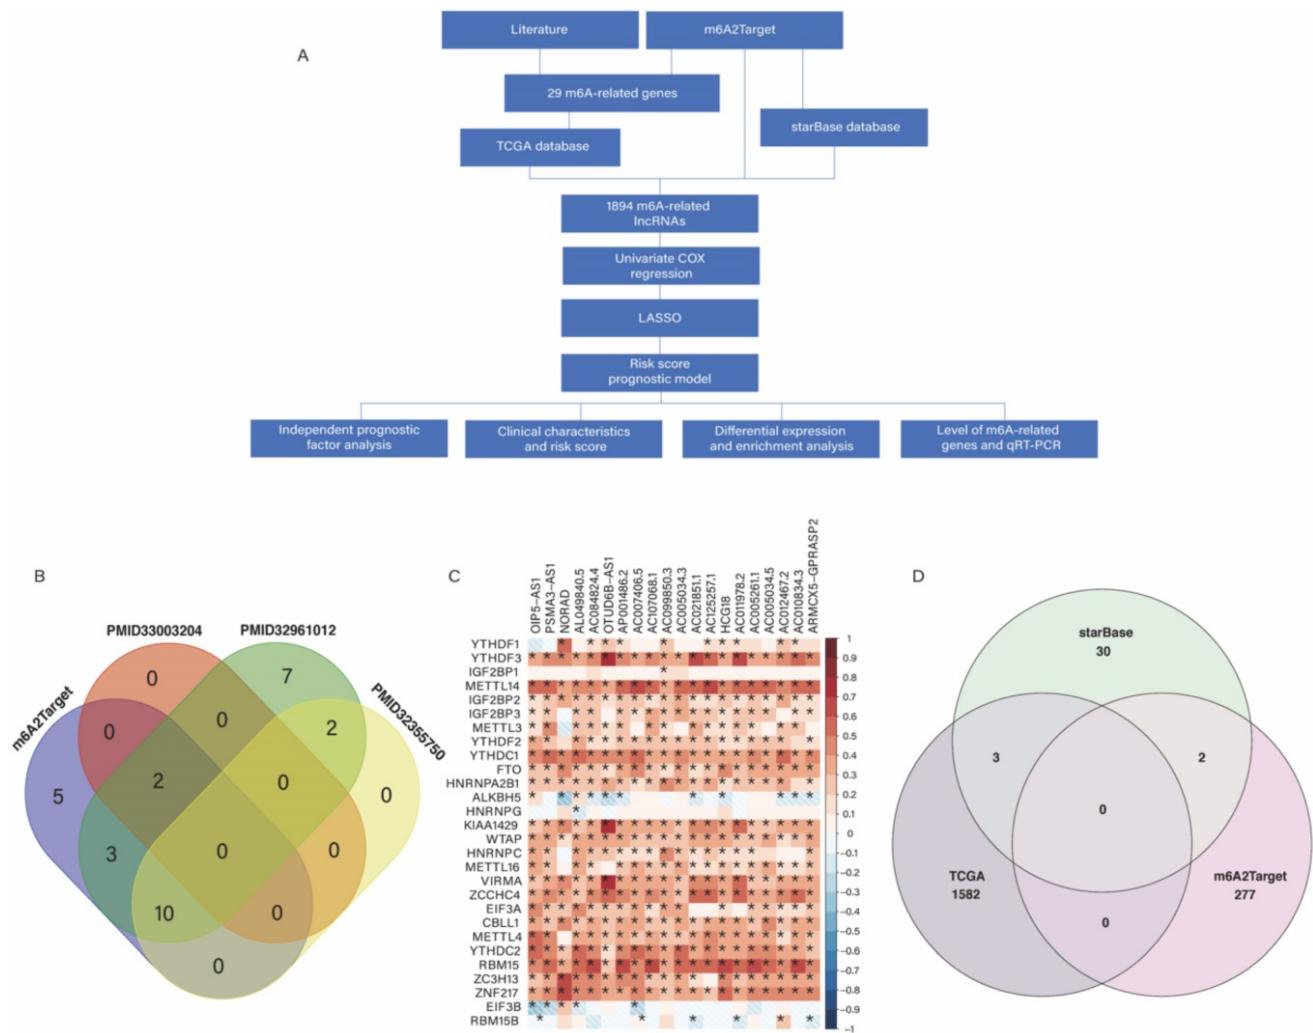 A
Literature
m6A2Target
29 m6A-related genes
starBase database
TCGA database
1894 m6A-related
lncRNAs
Univariate COX
regression
LASSO
Risk score
prognostic model
Independent prognostic
factor analysis
Clinical characteristics
and risk score
Differential expression
and enrichment analysis
Level of m6A-related
genes and qRT-PCR
B
m6A2Target
PMID33003204
PMID32961012
PMID32355750
0
7
0
0
2
5
2
0
0
3
0
0
10
0
0
C
OIP5-AS1
PSMA3-AS1
NORAD
AL049840.5
AC084824.4
OTUD6B-AS1
AP001486.2
AC007406.5
AC107068.1
AC099850.3
AC005034.3
AC021851.1
AC125257.1
HCG18
AC011978.2
AC005261.1
AC005034.5
AC012467.2
AC010834.3
ARMCX5-GPRASP2
YTHDF1
YTHDF3
IGF2BP1
METTL14
IGF2BP2
IGF2BP3
METTL3
YTHDF2
YTHDC1
FTO
HNRNPA2B1
ALKBH5
HNRNPG
KIAA1429
WTAP
HNRNPC
METTL16
VIRMA
ZCCHC4
EIF3A
CBLL1
METTL4
YTHDC2
RBM15
ZC3H13
ZNF217
EIF3B
RBM15B
1
0.9
0.8
0.7
0.6
0.5
0.4
0.3
0.2
0.1
0
-0.1
-0.2
-0.3
-0.4
-0.5
-0.6
-0.7
-0.8
-0.9
-1
D
starBase
30
3
2
0
TCGA
1582
m6A2Target
277
0